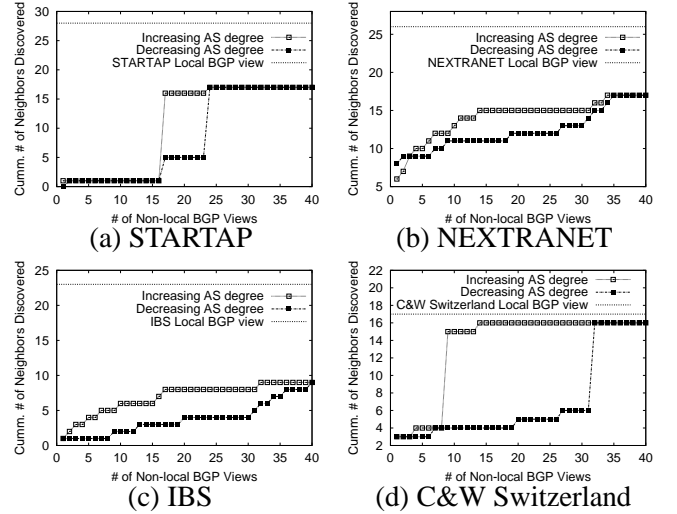 Cumm. # of Neighbors Discovered
30
25
20
15
10
5
0
Increasing AS degree
Decreasing AS degree
STARTAP Local BGP view
0 5 10 15 20 25 30 35 40
# of Non-local BGP Views
(a) STARTAP
Cumm. # of Neighbors Discovered
25
20
15
10
5
Increasing AS degree
Decreasing AS degree
NEXTRANET Local BGP view
0 5 10 15 20 25 30 35 40
# of Non-local BGP Views
(b) NEXTRANET
Cumm. # of Neighbors Discovered
25
20
15
10
5
0
Increasing AS degree
Decreasing AS degree
IBS Local BGP view
0 5 10 15 20 25 30 35 40
# of Non-local BGP Views
(c) IBS
Cumm. # of Neighbors Discovered
22
20
18
16
14
12
10
8
6
4
2
Increasing AS degree
Decreasing AS degree
C&W Switzerland Local BGP view
0 5 10 15 20 25 30 35 40
# of Non-local BGP Views
(d) C&W Switzerland